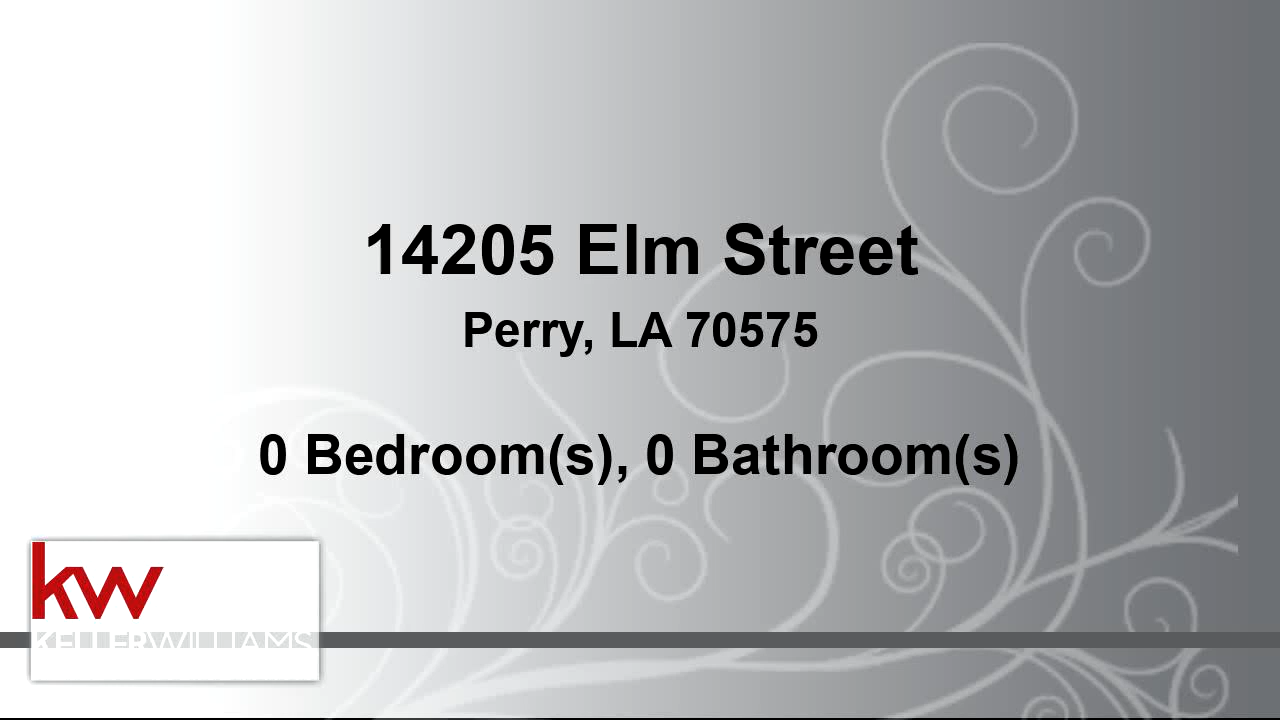 14205 Elm Street
Perry, LA 70575
0 Bedroom(s), 0 Bathroom(s)
kw
KELLERWILLIAMS